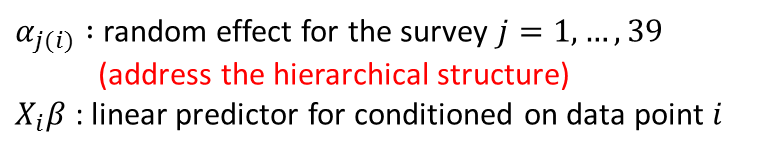 α_{j(i)} : random effect for the survey j = 1, … , 39
(address the hierarchical structure)
X_iβ : linear predictor for conditioned on data point i